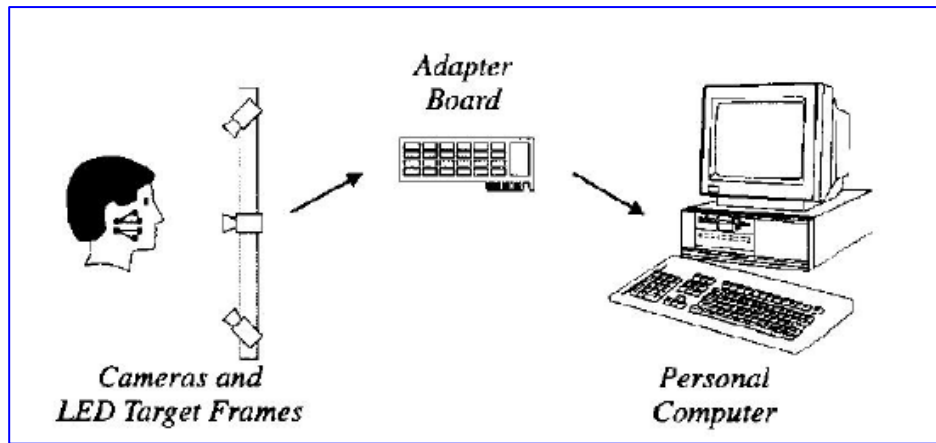 Adapter
Board
Cameras and
LED Target Frames
Personal
Computer